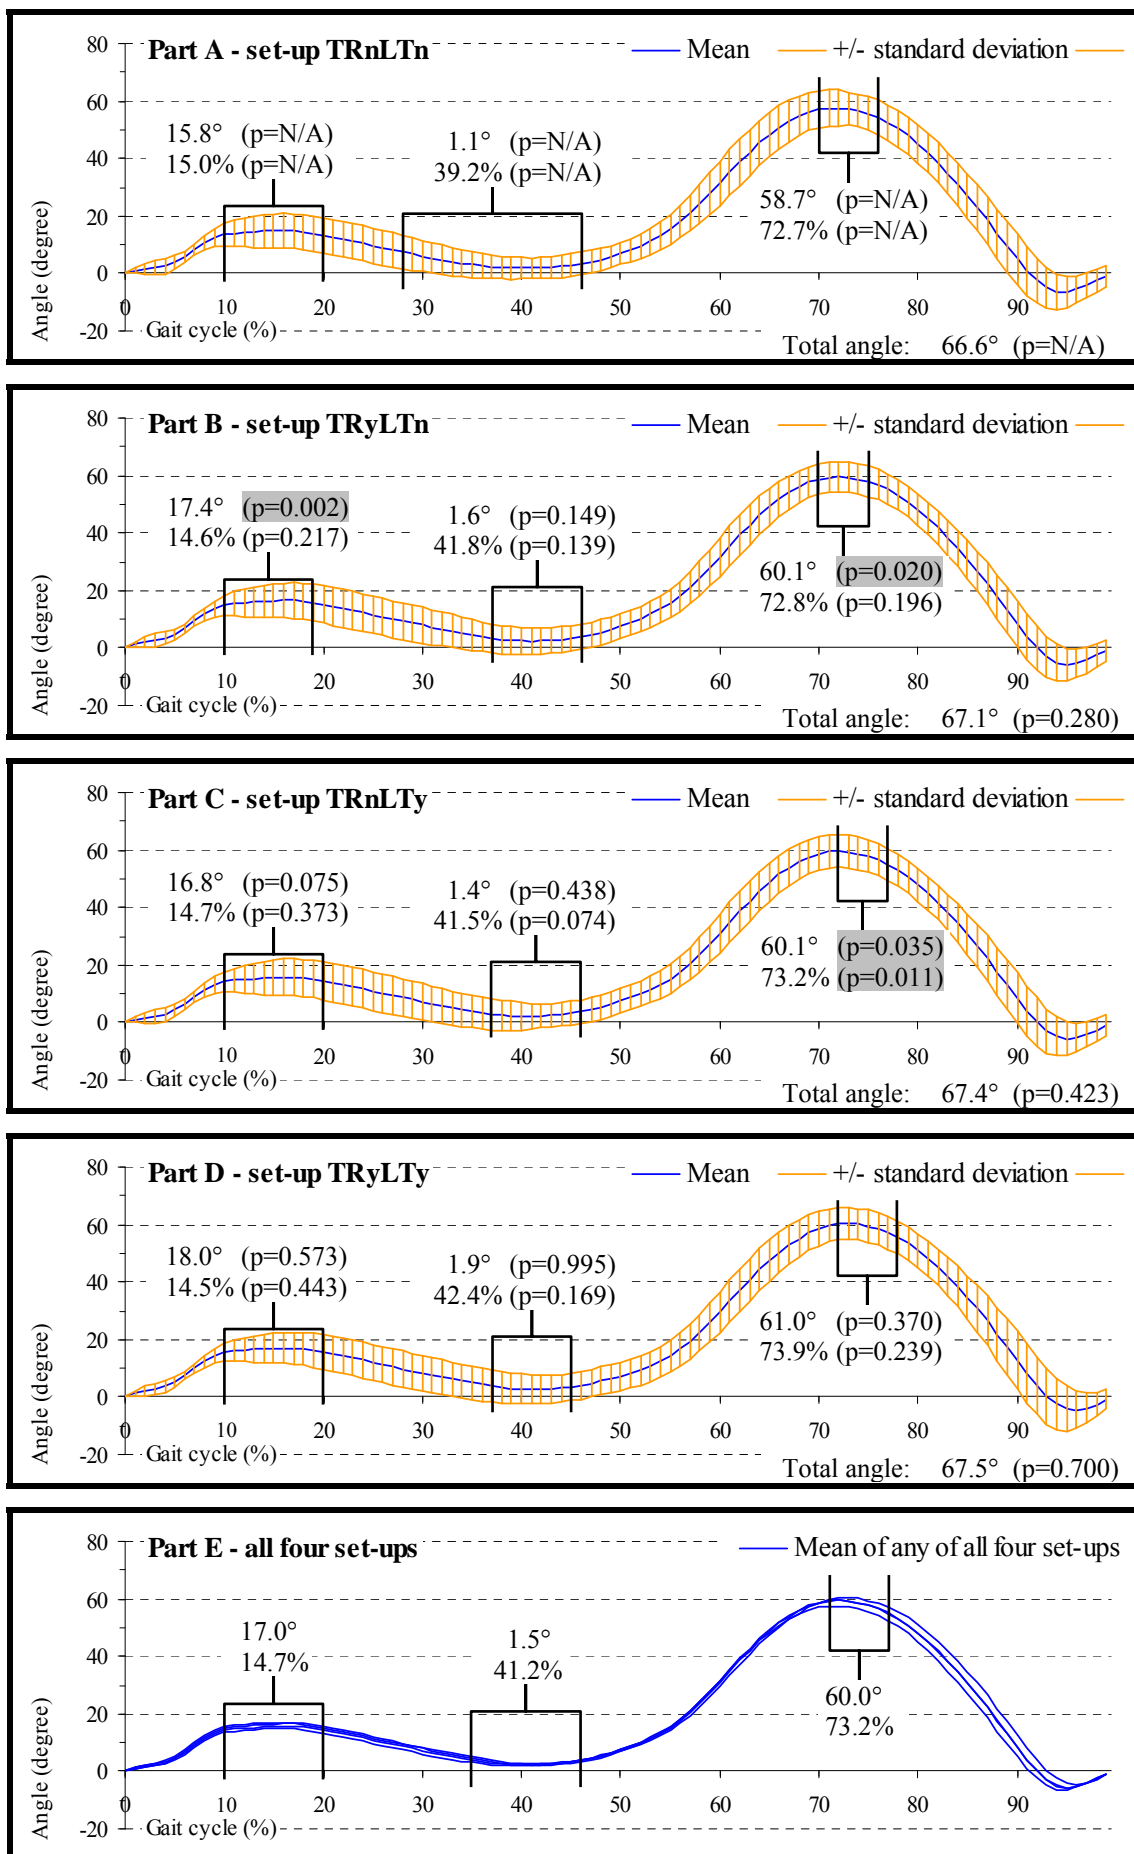 Part A - set-up TRnLTn
Mean
+/- standard deviation
Angle (degree)
80
60
40
20
0
-20
15.8° (p=N/A)
15.0% (p=N/A)
1.1° (p=N/A)
39.2% (p=N/A)
58.7° (p=N/A)
72.7% (p=N/A)
0 10 20 30 40 50 60 70 80 90
Gait cycle (%)
Total angle: 66.6° (p=N/A)
Part B - set-up TRyLTn
Mean
+/- standard deviation
Angle (degree)
80
60
40
20
0
-20
17.4° (p=0.002)
14.6% (p=0.217)
1.6° (p=0.149)
41.8% (p=0.139)
60.1° (p=0.020)
72.8% (p=0.196)
0 10 20 30 40 50 60 70 80 90
Gait cycle (%)
Total angle: 67.1° (p=0.280)
Part C - set-up TRnLTy
Mean
+/- standard deviation
Angle (degree)
80
60
40
20
0
-20
16.8° (p=0.075)
14.7% (p=0.373)
1.4° (p=0.438)
41.5% (p=0.074)
60.1° (p=0.035)
73.2% (p=0.011)
0 10 20 30 40 50 60 70 80 90
Gait cycle (%)
Total angle: 67.4° (p=0.423)
Part D - set-up TRyLTy
Mean
+/- standard deviation
Angle (degree)
80
60
40
20
0
-20
18.0° (p=0.573)
14.5% (p=0.443)
1.9° (p=0.995)
42.4% (p=0.169)
61.0° (p=0.370)
73.9% (p=0.239)
0 10 20 30 40 50 60 70 80 90
Gait cycle (%)
Total angle: 67.5° (p=0.700)
Part E - all four set-ups
Mean of any of all four set-ups
Angle (degree)
80
60
40
20
0
-20
17.0°
14.7%
1.5°
41.2%
60.0°
73.2%
0 10 20 30 40 50 60 70 80 90
Gait cycle (%)